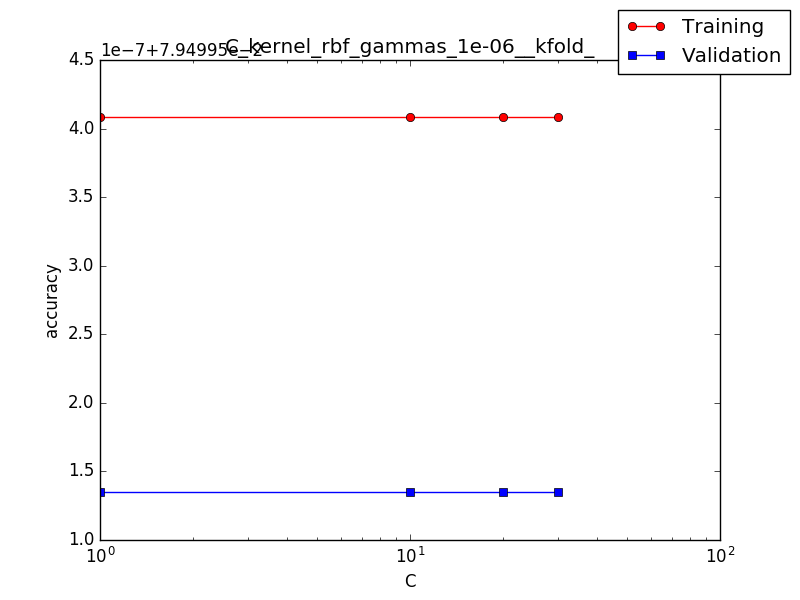 1e−7+7.94995e−2
C_kernel_rbf_gammas_1e-06__kfold_
Training
Validation
4.5
4.0
3.5
3.0
2.5
2.0
1.5
1.0
accuracy
10⁰
10¹
10²
C